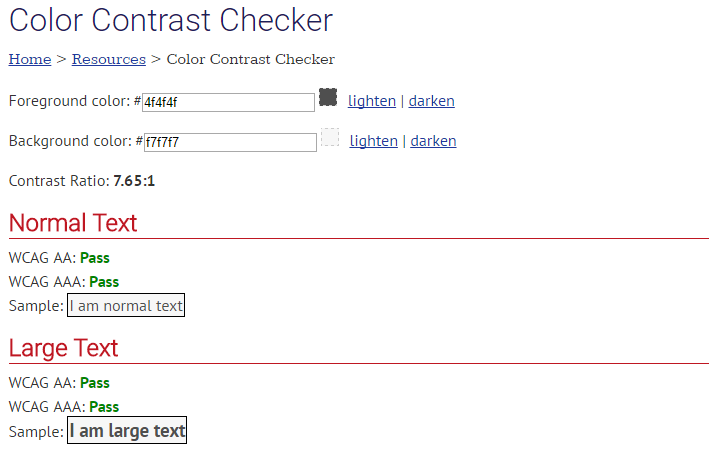 Color Contrast Checker
Home > Resources > Color Contrast Checker
Foreground color: #4f4f4f lighten | darken
Background color: #f7f7f7 lighten | darken
Contrast Ratio: 7.65:1
Normal Text
WCAG AA: Pass
WCAG AAA: Pass
Sample: I am normal text
Large Text
WCAG AA: Pass
WCAG AAA: Pass
Sample: I am large text